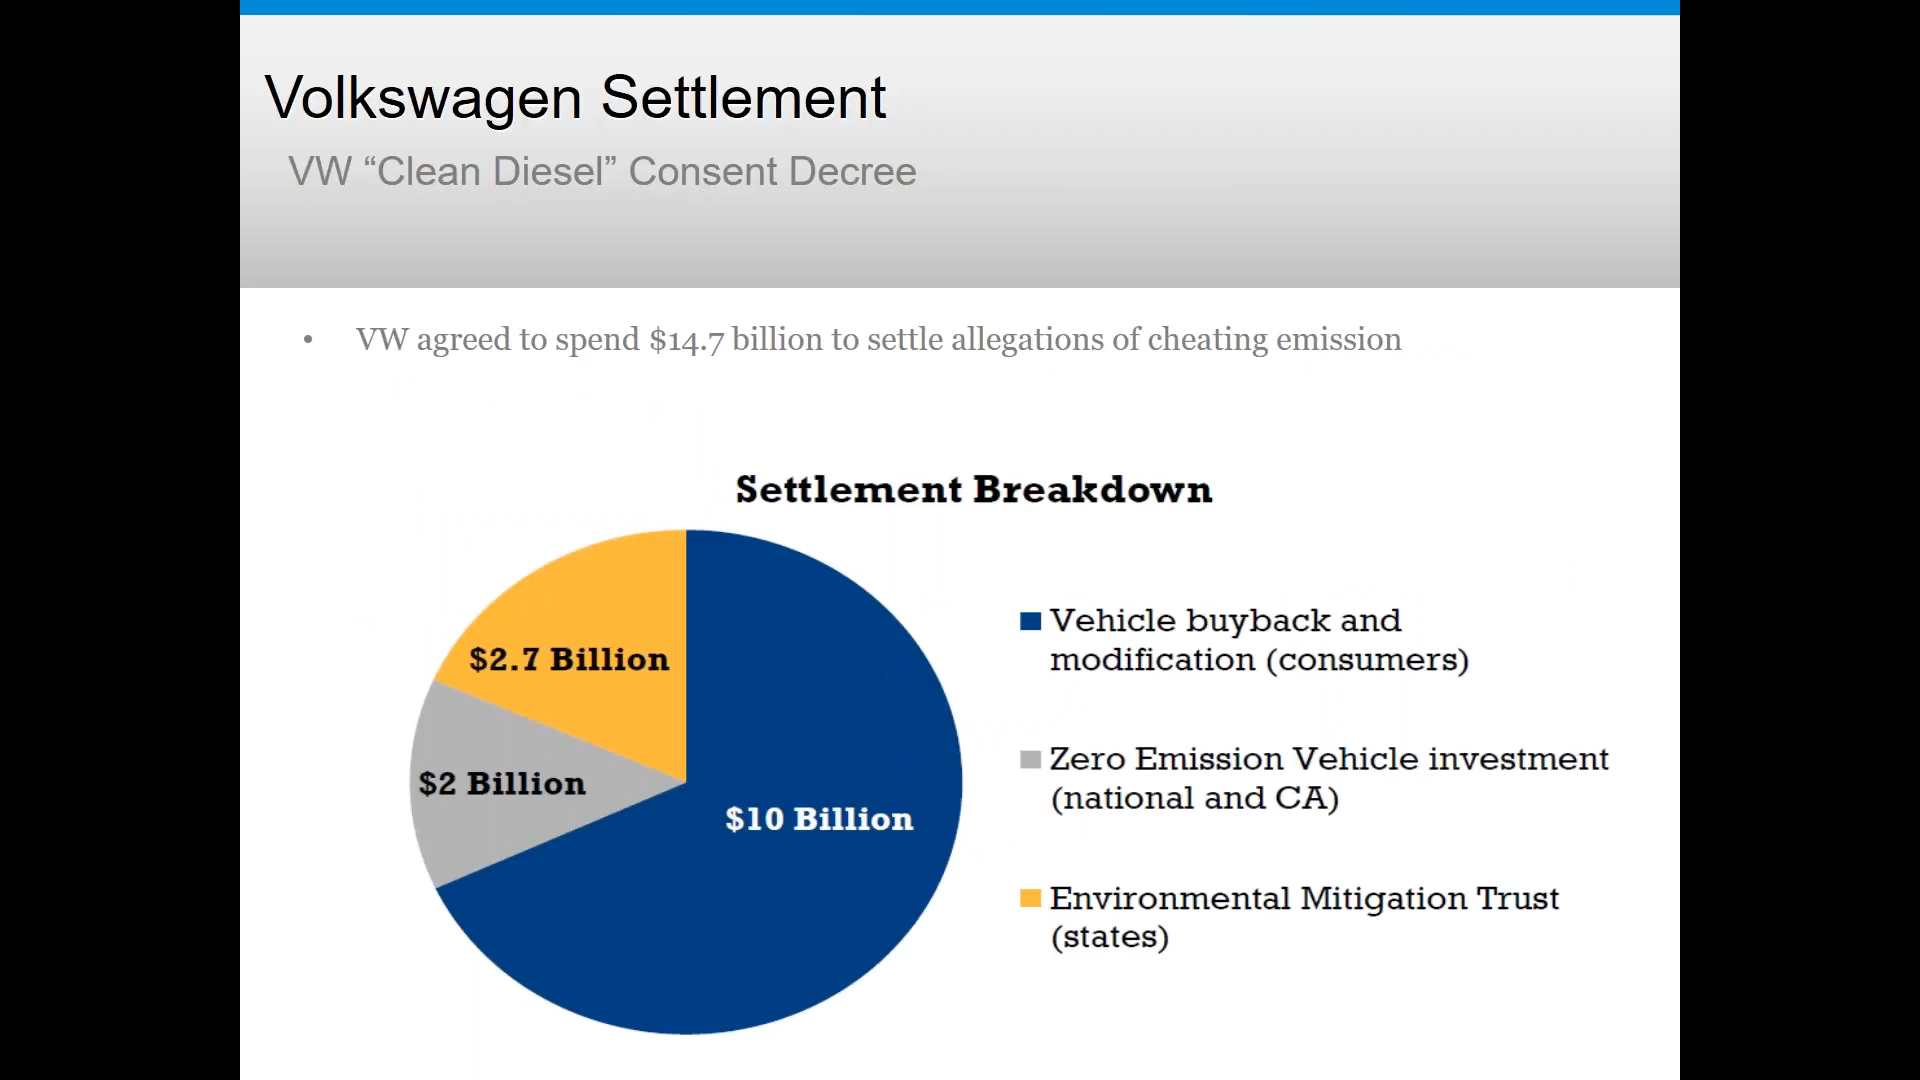 Volkswagen Settlement
VW “Clean Diesel” Consent Decree
• VW agreed to spend $14.7 billion to settle allegations of cheating emission
Settlement Breakdown
$2.7 Billion
$2 Billion
$10 Billion
Vehicle buyback and
modification (consumers)
Zero Emission Vehicle investment
(national and CA)
Environmental Mitigation Trust
(states)